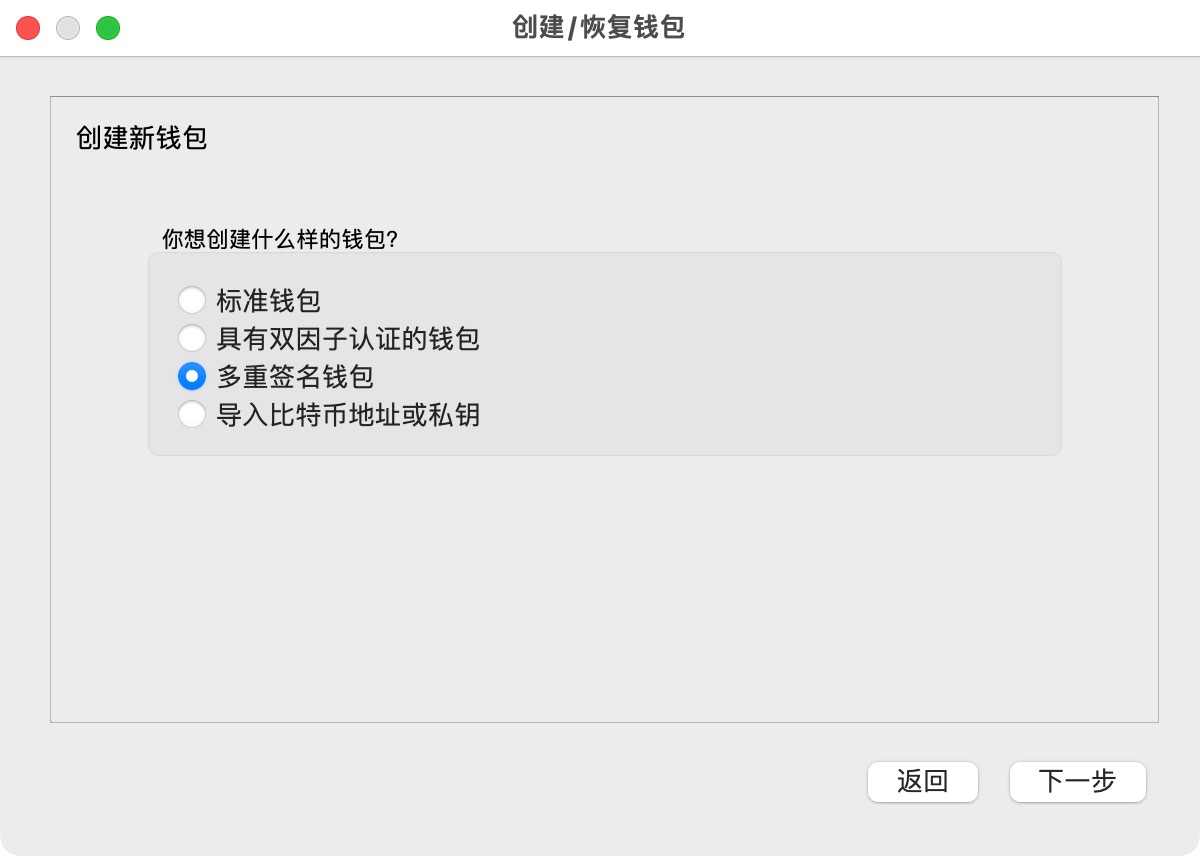 创建/恢复钱包
创建新钱包
你想创建什么样的钱包?
标准钱包
具有双因子认证的钱包
多重签名钱包
导入比特币地址或私钥
返回
下一步